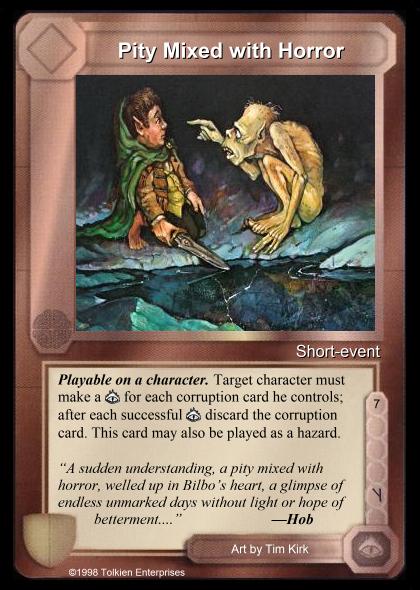 Pity Mixed with Horror
Short-event
Playable on a character. Target character must
make a for each corruption card he controls;
after each successful discard the corruption
card. This card may also be played as a hazard.
7
“A sudden understanding, a pity mixed with
horror, welled up in Bilbo’s heart, a glimpse of
endless unmarked days without light or hope of
betterment....” —Hob
Art by Tim Kirk
©1998 Tolkien Enterprises